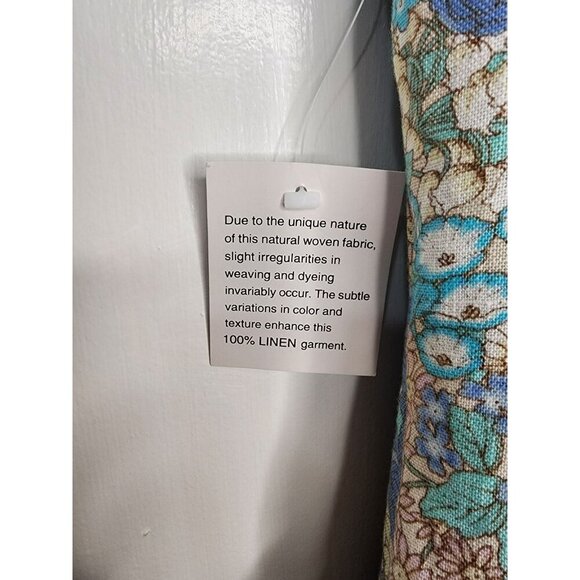 Due to the unique nature
of this natural woven fabric,
slight irregularities in
weaving and dyeing
invariably occur. The subtle
variations in color and
texture enhance this
100% LINEN garment.